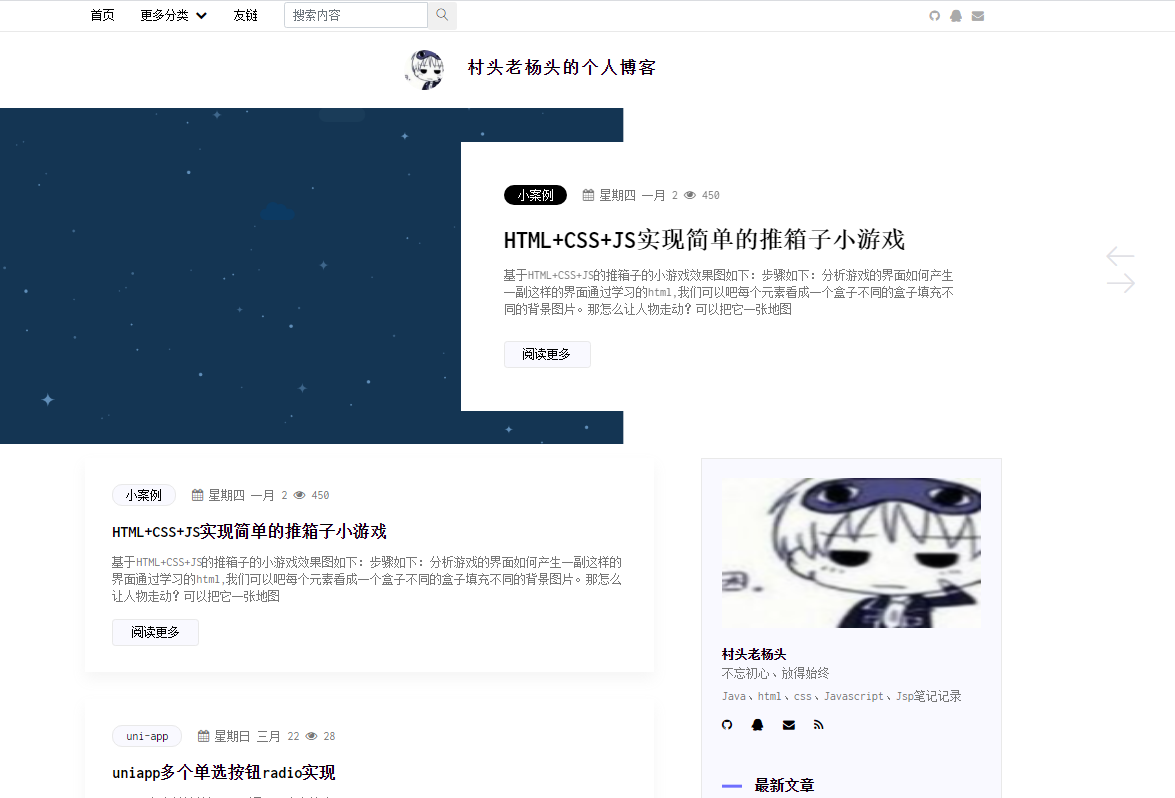 首页 更多分类 友链 搜索内容
村头老杨头的个人博客
小案例 星期四 一月 2 450
HTML+CSS+JS实现简单的推箱子小游戏
基于HTML+CSS+JS的推箱子的小游戏效果图如下：步骤如下：分析游戏的界面如何产生
一副这样的界面通过学习的html,我们可以吧每个元素看成一个盒子不同的盒子填充不
同的背景图片。那怎么让人物走动？可以把它一张地图
阅读更多
小案例 星期四 一月 2 450
HTML+CSS+JS实现简单的推箱子小游戏
基于HTML+CSS+JS的推箱子的小游戏效果图如下：步骤如下：分析游戏的界面如何产生一副这样的
界面通过学习的html,我们可以吧每个元素看成一个盒子不同的盒子填充不同的背景图片。那怎么
让人物走动？可以把它一张地图
阅读更多
uni-app 星期日 三月 22 28
uniapp多个单选按钮radio实现
村头老杨头
不忘初心、放得始终
Java、html、css、Javascript、Jsp笔记记录
最新文章